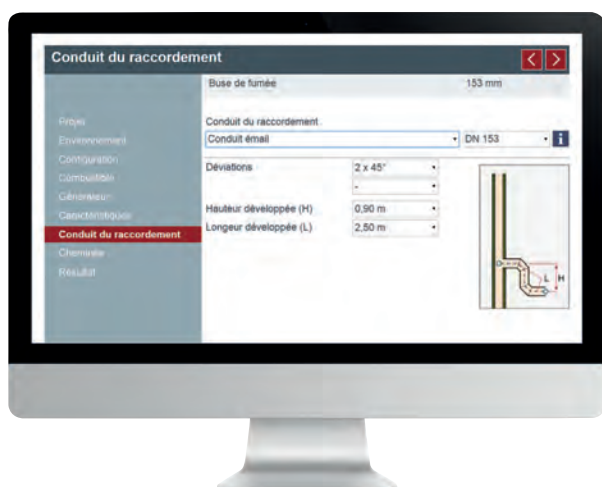 Conduit du raccordement
Buse de fumée 153 mm
Projet
Environnement
Configuration
Combustible
Générateur
Caractéristiques
Conduit du raccordement
Cheminée
Résultat
Conduit du raccordement
Conduit émail DN 153 i
Déviations 2 x 45°
-
Hauteur développée (H) 0,90 m
Longeur développée (L) 2,50 m
L H